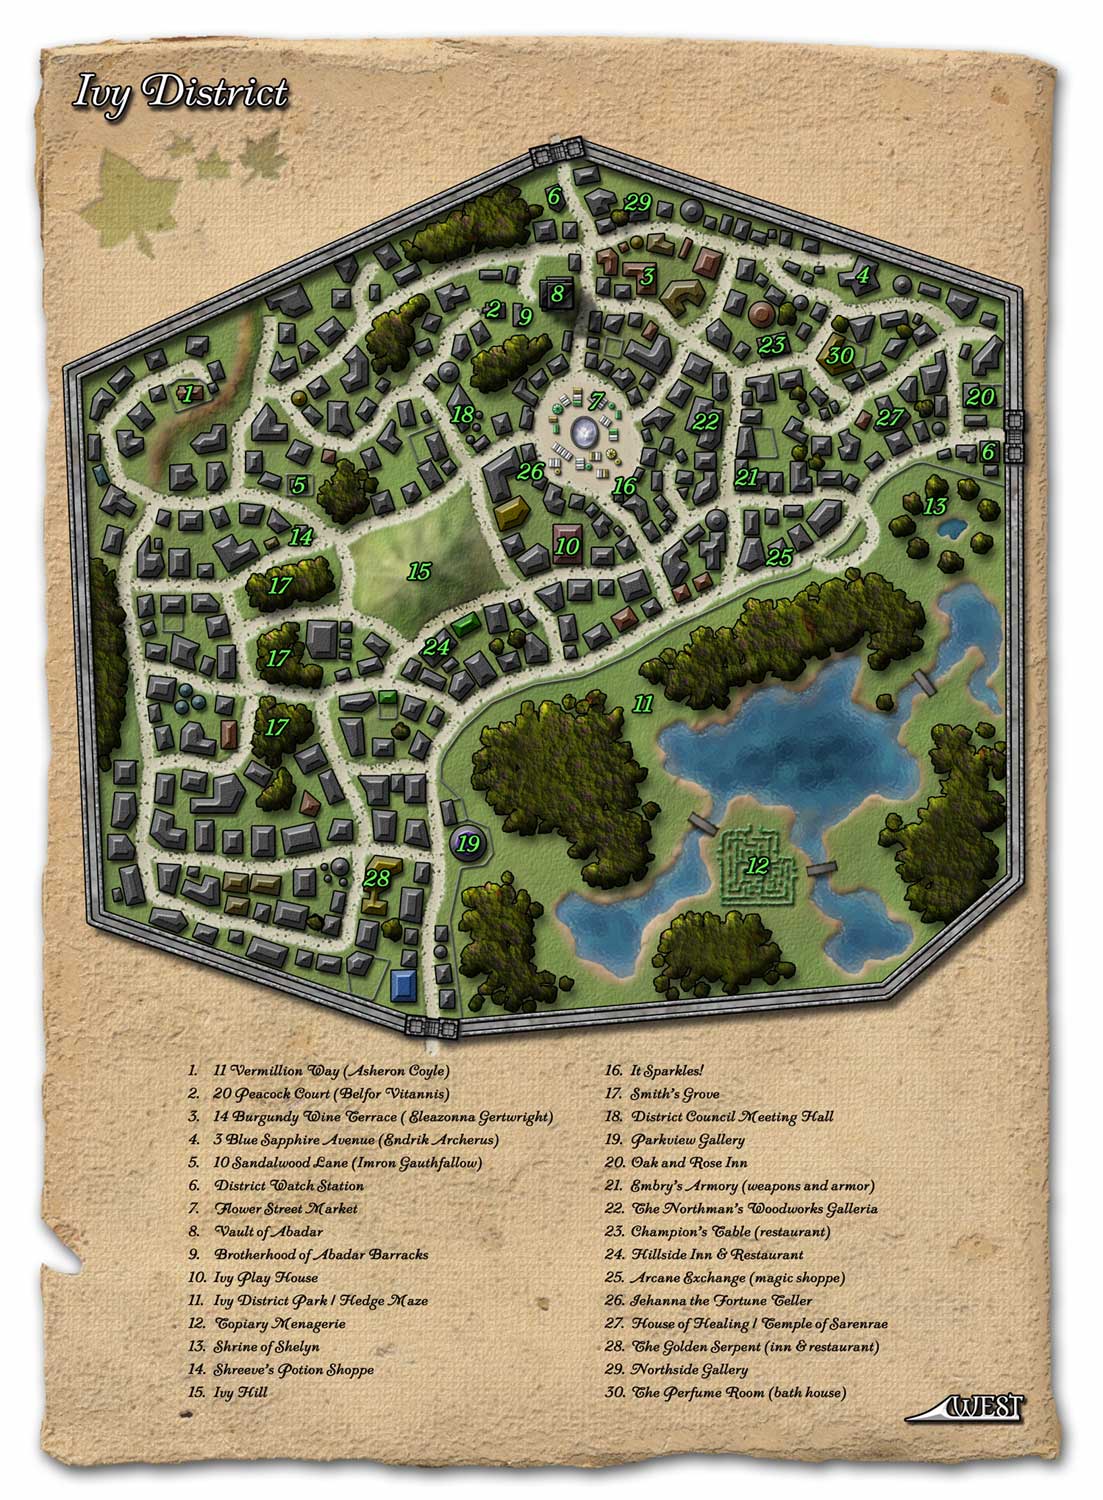 Ivy District
6
29
3
4
8
2
9
23
30
1
7
20
18
22
27
6
26
21
5
16
13
14
10
25
15
17
24
17
11
17
19
12
28
1. 11 Vermillion Way (Asheron Coyle)
2. 20 Peacock Court (Belfor Vitannis)
3. 14 Burgundy Wine Terrace ( Eleazonna Gertwright)
4. 3 Blue Sapphire Avenue (Endrik Archerus)
5. 10 Sandalwood Lane (Imron Gauthfallow)
6. District Watch Station
7. Flower Street Market
8. Vault of Abadar
9. Brotherhood of Abadar Barracks
10. Ivy Play House
11. Ivy District Park / Hedge Maze
12. Topiary Menagerie
13. Shrine of Shelyn
14. Shreeve's Potion Shoppe
15. Ivy Hill
16. It Sparkles!
17. Smith's Grove
18. District Council Meeting Hall
19. Parkview Gallery
20. Oak and Rose Inn
21. Embry's Armory (weapons and armor)
22. The Northman's Woodworks Galleria
23. Champion's Table (restaurant)
24. Hillside Inn & Restaurant
25. Arcane Exchange (magic shoppe)
26. Jehanna the Fortune Teller
27. House of Healing / Temple of Sarenrae
28. The Golden Serpent (inn & restaurant)
29. Northside Gallery
30. The Perfume Room (bath house)
WEST